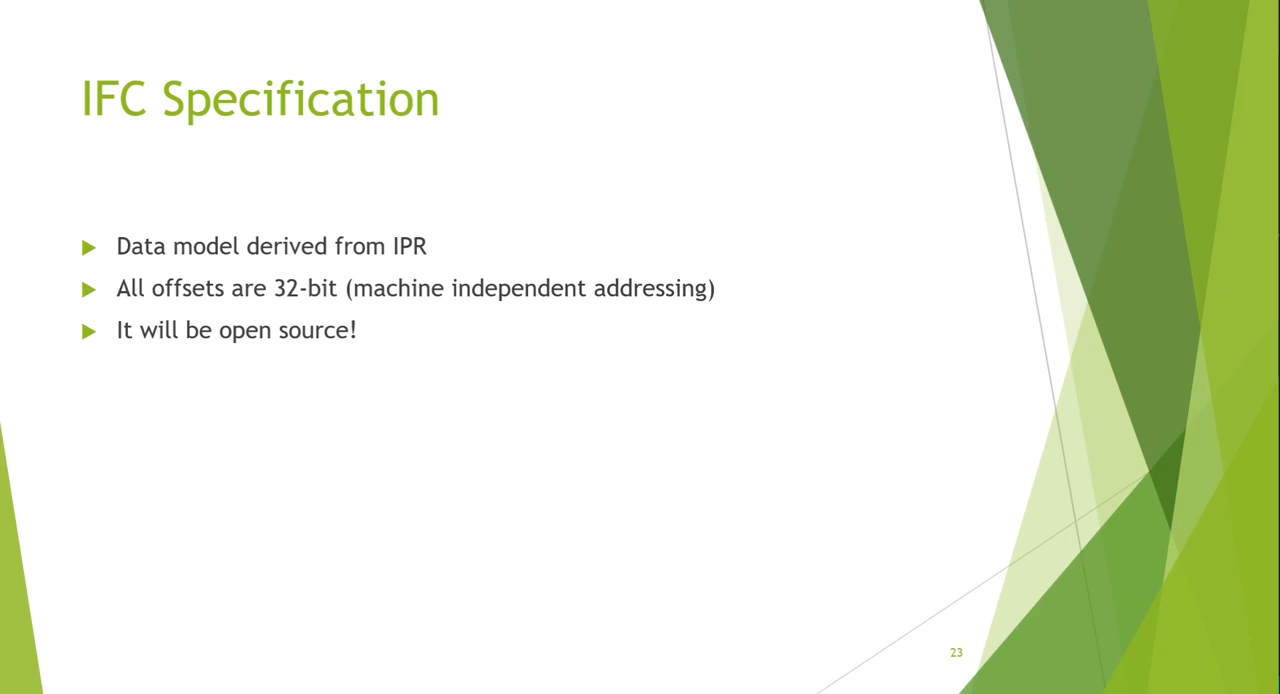 IFC Specification
Data model derived from IPR
All offsets are 32-bit (machine independent addressing)
It will be open source!
23